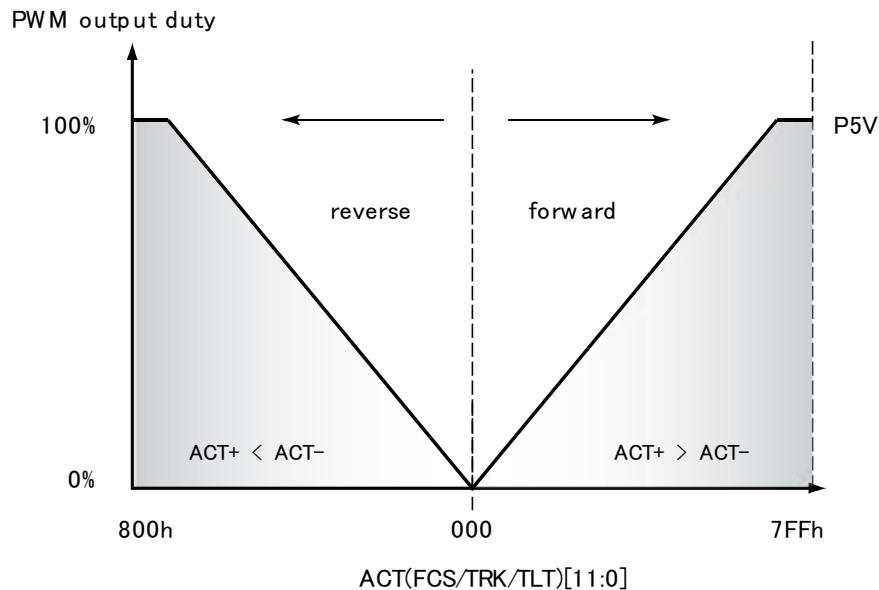 PWM output duty
100%
P5V
reverse
forward
ACT+ < ACT-
ACT+ > ACT-
0%
800h
000
7FFh
ACT(FCS/TRK/TLT)[11:0]